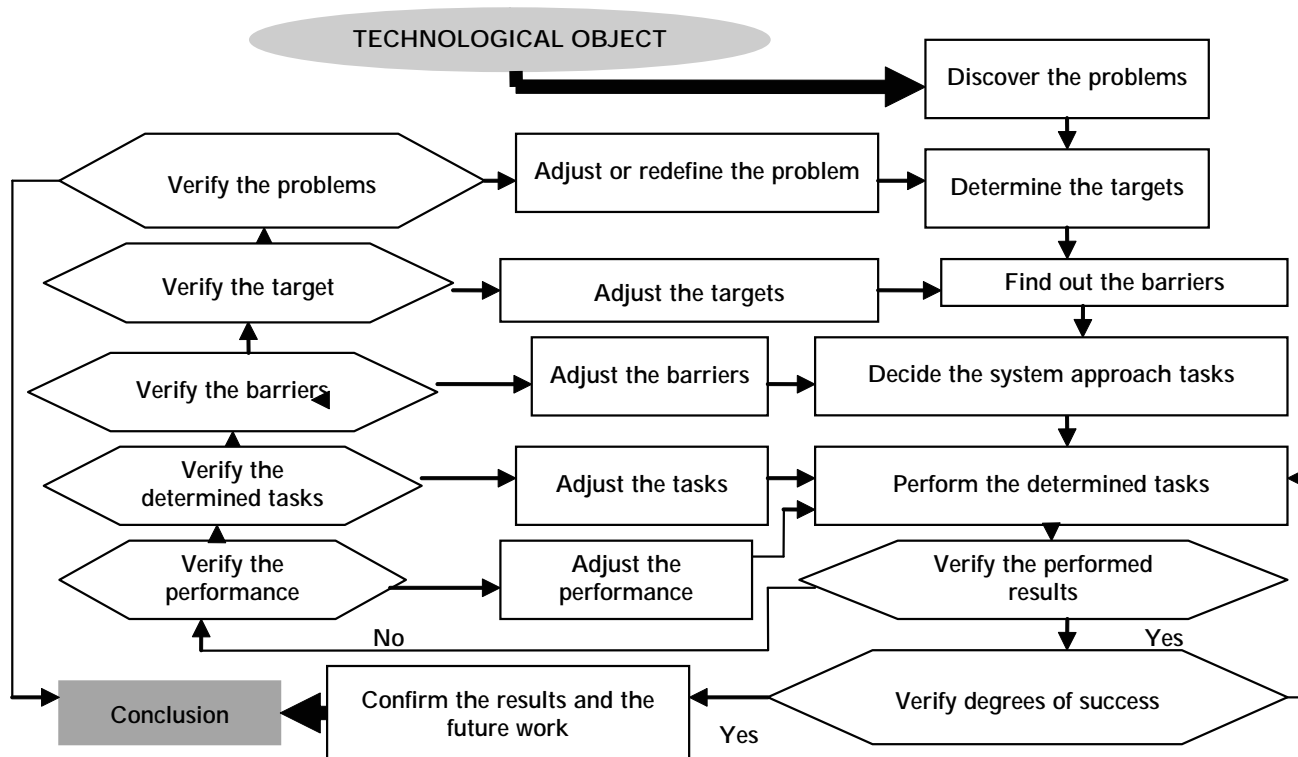 TECHNOLOGICAL OBJECT
Discover the problems
Verify the problems
Adjust or redefine the problem
Determine the targets
Verify the target
Adjust the targets
Find out the barriers
Verify the barriers
Adjust the barriers
Decide the system approach tasks
Verify the
determined tasks
Adjust the tasks
Perform the determined tasks
Verify the
performance
Adjust the
performance
Verify the performed
results
No
Yes
Conclusion
Confirm the results and the
future work
Yes
Verify degrees of success